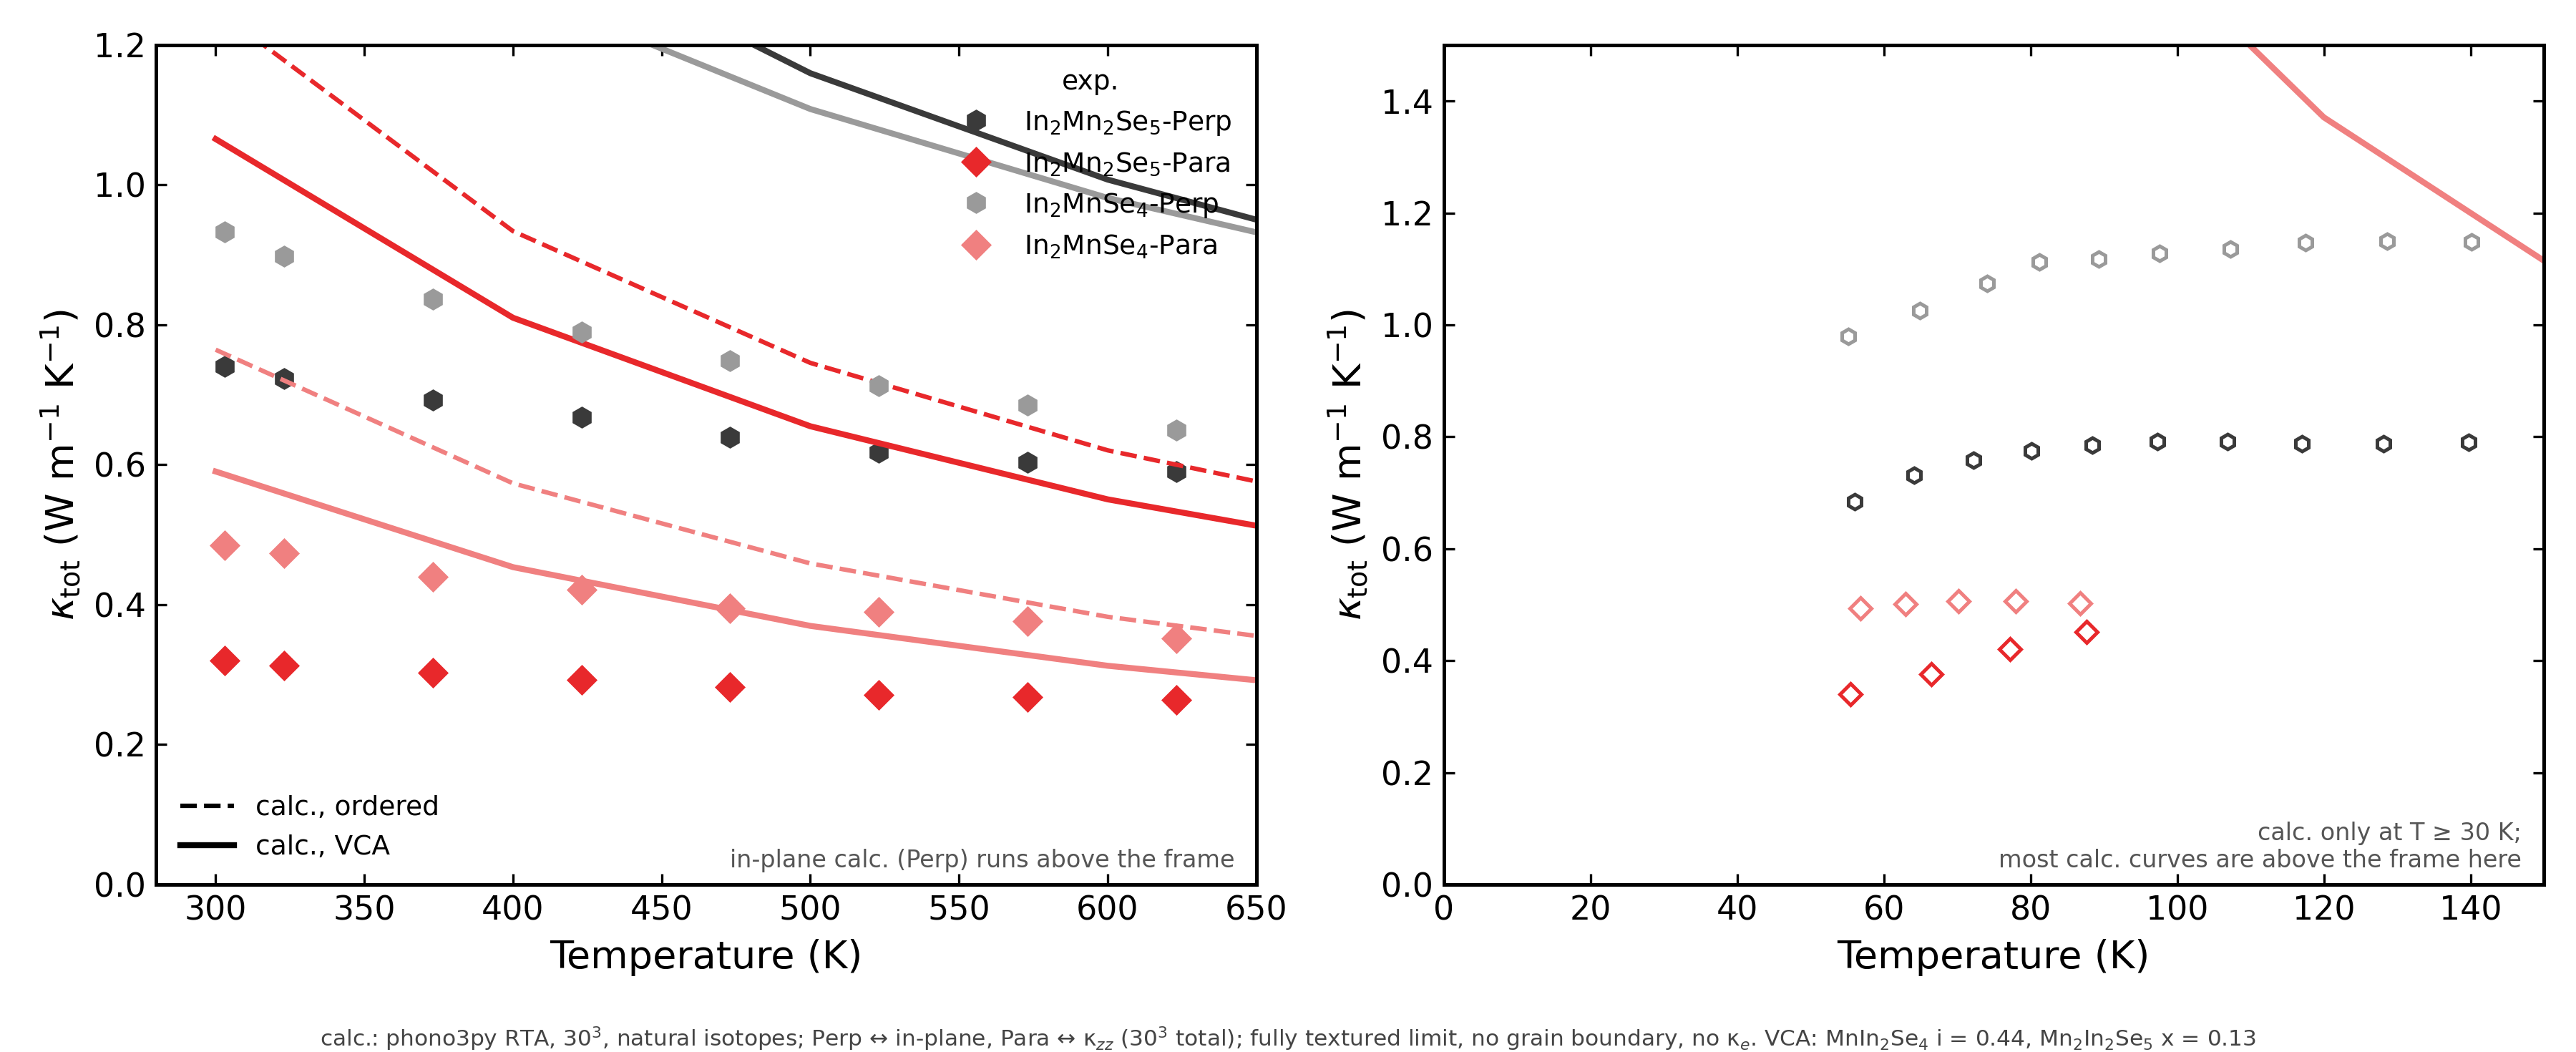 1.2
1.0
0.8
0.6
0.4
0.2
0.0
κtot (W m⁻¹ K⁻¹)
exp.
In₂Mn₂Se₅-Perp
In₂Mn₂Se₅-Para
In₂MnSe₄-Perp
In₂MnSe₄-Para
calc., ordered
calc., VCA
in-plane calc. (Perp) runs above the frame
300 350 400 450 500 550 600 650
Temperature (K)
1.4
1.2
1.0
0.8
0.6
0.4
0.2
0.0
κtot (W m⁻¹ K⁻¹)
calc. only at T ≥ 30 K;
most calc. curves are above the frame here
0 20 40 60 80 100 120 140
Temperature (K)
calc.: phono3py RTA, 30³, natural isotopes; Perp ↔ in-plane, Para ↔ κzz (30³ total); fully textured limit, no grain boundary, no κe. VCA: MnIn₂Se₄ i = 0.44, Mn₂In₂Se₅ x = 0.13